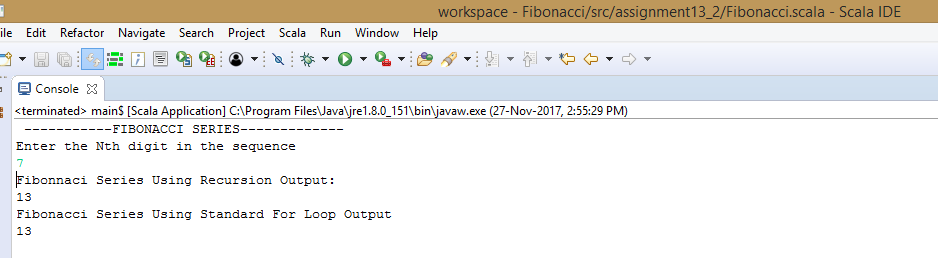 workspace - Fibonacci/src/assignment13_2/Fibonacci.scala - Scala IDE
ile Edit Refactor Navigate Search Project Scala Run Window Help
Console
<terminated> main$ [Scala Application] C:\Program Files\Java\jre1.8.0_151\bin\javaw.exe (27-Nov-2017, 2:55:29 PM)
-----------FIBONACCI SERIES-------------
Enter the Nth digit in the sequence
7
Fibonnaci Series Using Recursion Output:
13
Fibonacci Series Using Standard For Loop Output
13